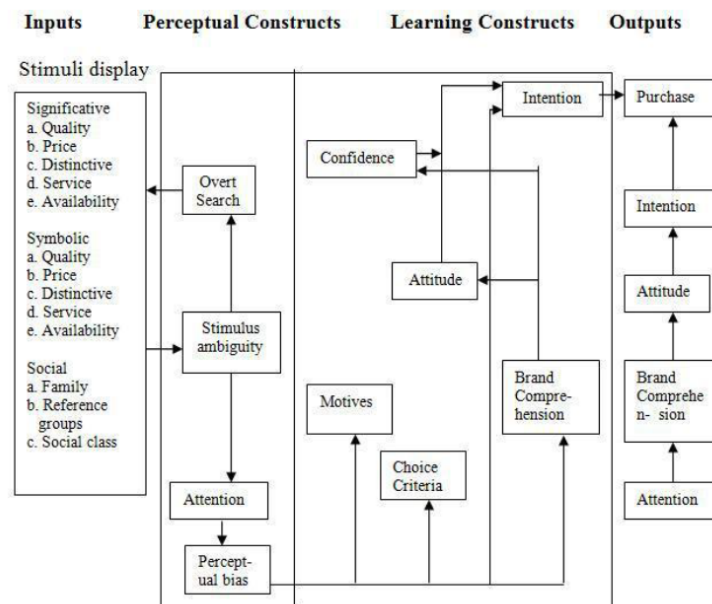 Inputs Perceptual Constructs Learning Constructs Outputs
Stimuli display
Significative
a. Quality
b. Price
c. Distinctive
d. Service
e. Availability
Symbolic
a. Quality
b. Price
c. Distinctive
d. Service
e. Availability
Social
a. Family
b. Reference
groups
c. Social class
Overt
Search
Stimulus
ambiguity
Attention
Percept-
ual bias
Confidence
Motives
Attitude
Choice
Criteria
Intention
Brand
Compre-
hension
Purchase
Intention
Attitude
Brand
Comprehe
n- sion
Attention